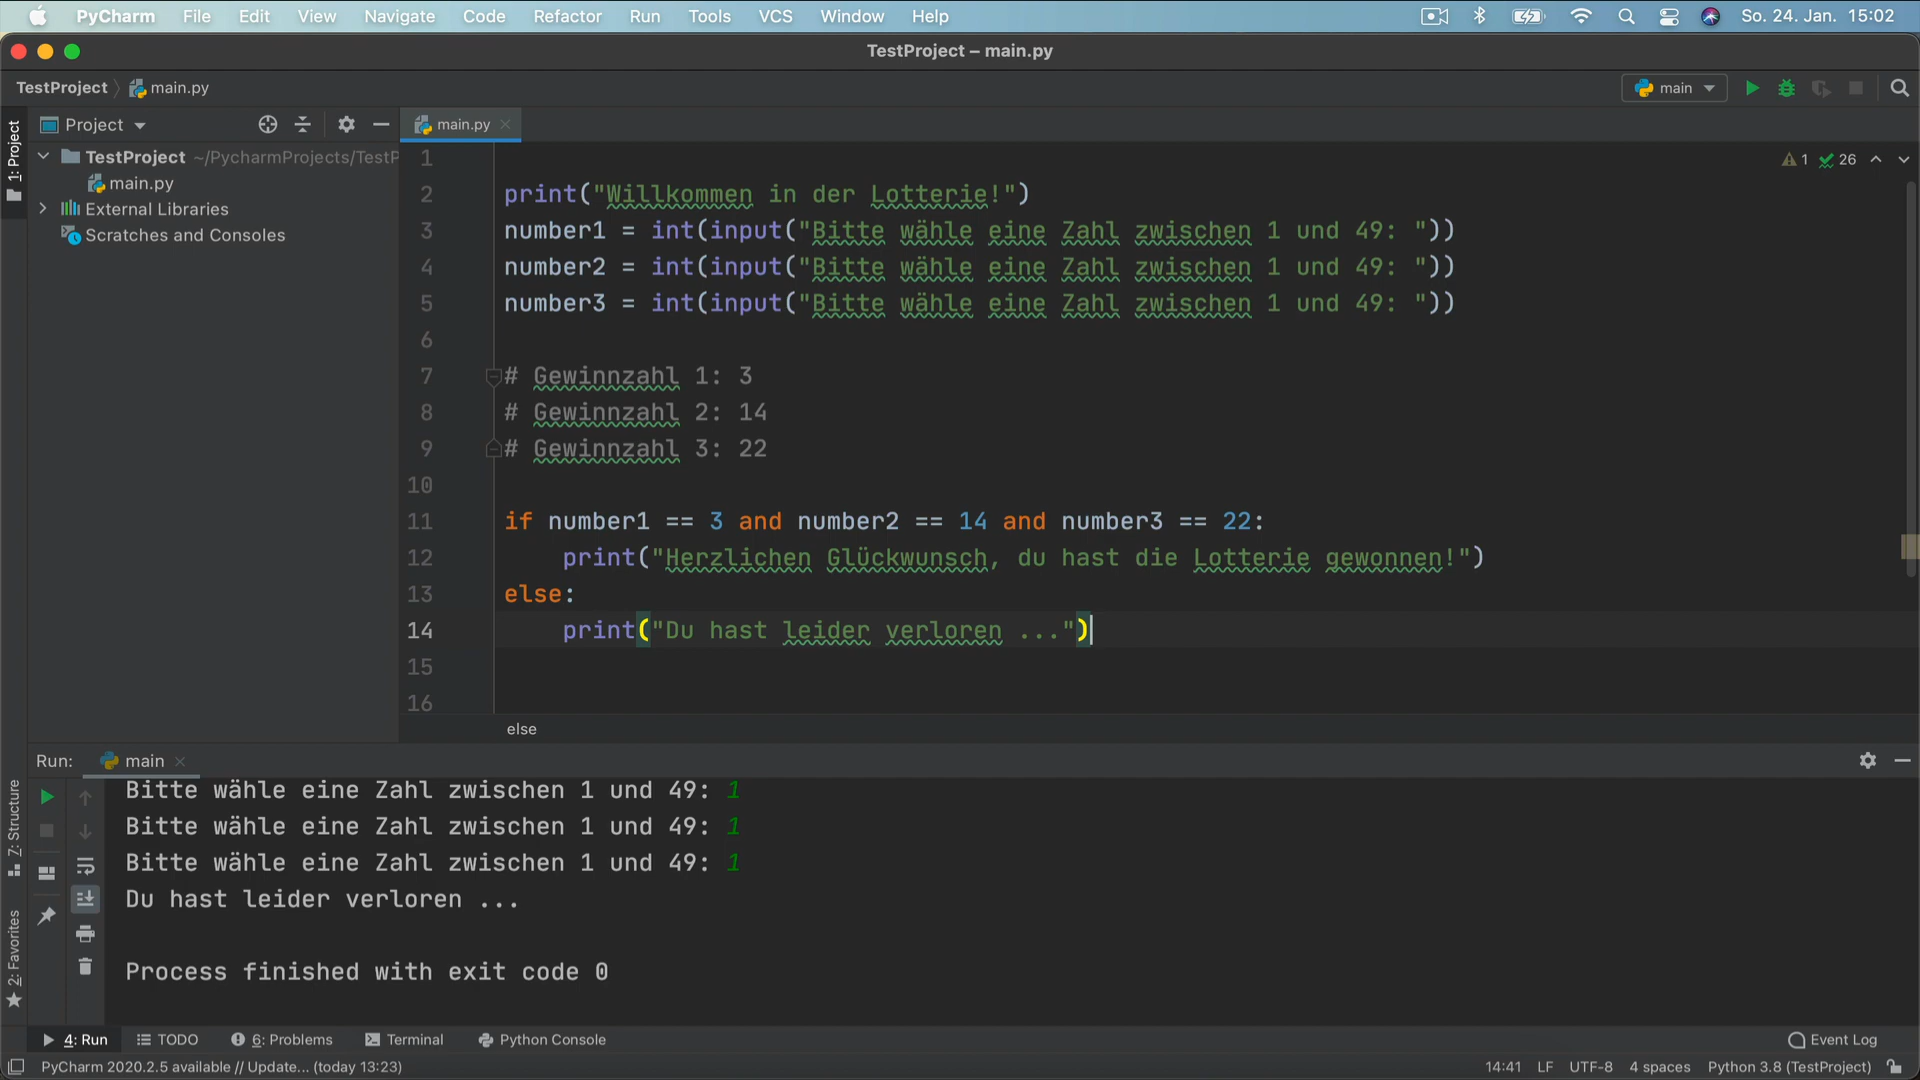 PyCharm File Edit View Navigate Code Refactor Run Tools VCS Window Help So. 24. Jan. 15:02
TestProject – main.py
TestProject main.py main
1: Project
Project
main.py
1 26
TestProject ~/PycharmProjects/TestP
main.py
External Libraries
Scratches and Consoles
1
2 print("Willkommen in der Lotterie!")
3 number1 = int(input("Bitte wähle eine Zahl zwischen 1 und 49: "))
4 number2 = int(input("Bitte wähle eine Zahl zwischen 1 und 49: "))
5 number3 = int(input("Bitte wähle eine Zahl zwischen 1 und 49: "))
6
7 # Gewinnzahl 1: 3
8 # Gewinnzahl 2: 14
9 # Gewinnzahl 3: 22
10
11 if number1 == 3 and number2 == 14 and number3 == 22:
12 print("Herzlichen Glückwunsch, du hast die Lotterie gewonnen!")
13 else:
14 print("Du hast leider verloren ...")
15
16
else
Run: main
Bitte wähle eine Zahl zwischen 1 und 49: 1
Bitte wähle eine Zahl zwischen 1 und 49: 1
Bitte wähle eine Zahl zwischen 1 und 49: 1
Du hast leider verloren ...
Process finished with exit code 0
Z: Structure
2: Favorites
4: Run TODO 6: Problems Terminal Python Console Event Log
PyCharm 2020.2.5 available // Update... (today 13:23) 14:41 LF UTF-8 4 spaces Python 3.8 (TestProject)